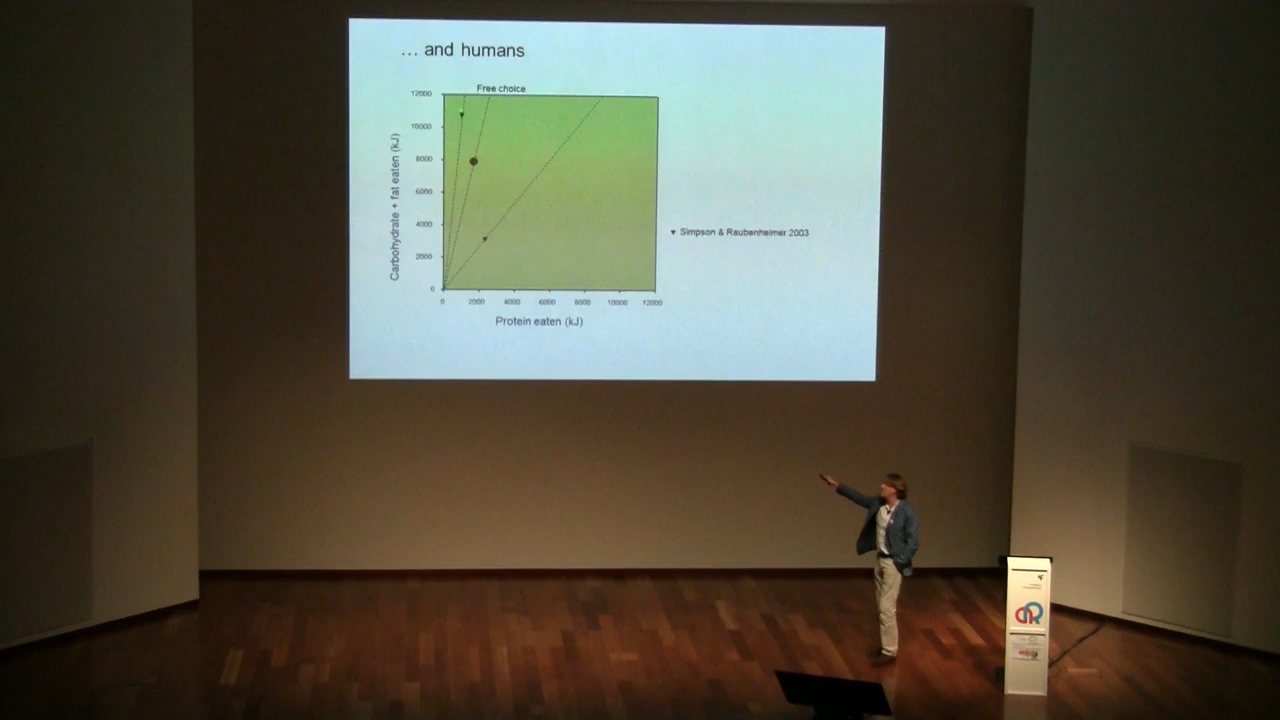 … and humans
Free choice
12000
10000
8000
6000
4000
2000
0
Carbohydrate + fat eaten (kJ)
0 2000 4000 6000 8000 10000 12000
Protein eaten (kJ)
▼ Simpson & Raubenheimer 2003